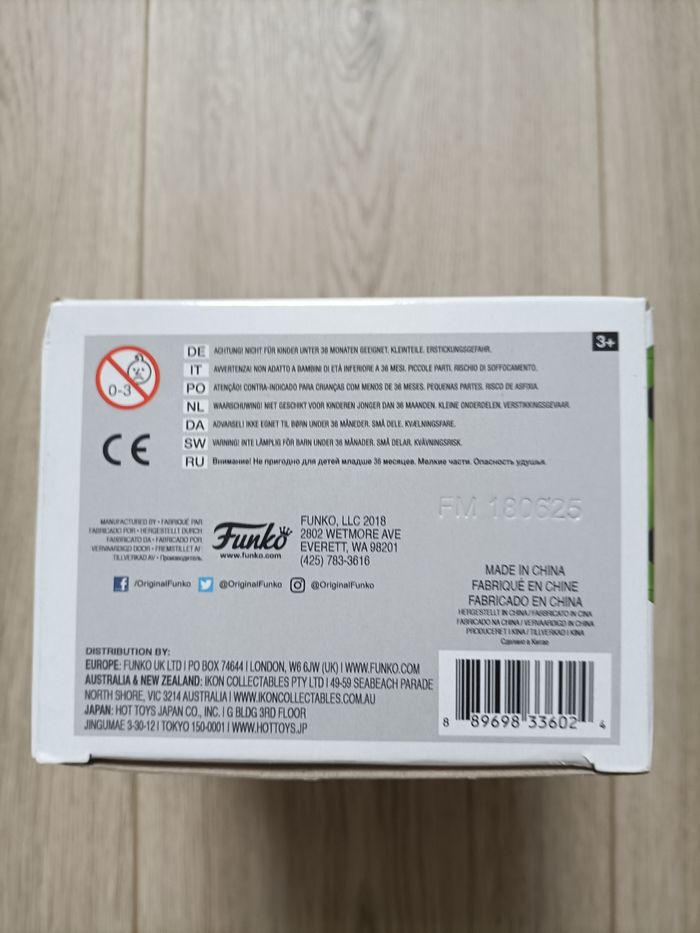 3+
0-3
DE ACHTUNG! NICHT FÜR KINDER UNTER 36 MONATEN GEEIGNET. KLEINTEILE. ERSTICKUNGSGEFAHR.
IT AVVERTENZA! NON ADATTO A BAMBINI DI ETÀ INFERIORE A 36 MESI. PICCOLE PARTI. RISCHIO DI SOFFOCAMENTO.
PO ATENÇÃO! CONTRA-INDICADO PARA CRIANÇAS COM MENOS DE 36 MESES. PEQUENAS PARTES. RISCO DE ASFIXIA.
NL WAARSCHUWING! NIET GESCHIKT VOOR KINDEREN JONGER DAN 36 MAANDEN. KLEINE ONDERDELEN. VERSTIKKINGSGEVAAR.
DA ADVARSEL! IKKE EGNET TIL BØRN UNDER 36 MÅNEDER. SMÅ DELE. KVÆLNINGSFARE.
SW VARNING! INTE LÄMPLIG FÖR BARN UNDER 36 MÅNADER. SMÅ DELAR. KVÄVNINGSRISK.
RU Внимание! Не пригодно для детей младше 36 месяцев. Мелкие части. Опасность удушья.
CE
FM 180625
MANUFACTURED BY • FABRIQUÉ PAR
FABRICADO POR • HERGESTELLT DURCH
FABBRICATO DA • FABRICADO POR
VERVAARDIGD DOOR • FREMSTILLET AF
TILLVERKAD AV • Производитель
Funko
www.funko.com
FUNKO, LLC 2018
2802 WETMORE AVE
EVERETT, WA 98201
(425) 783-3616
/OriginalFunko @OriginalFunko @OriginalFunko
MADE IN CHINA
FABRIQUÉ EN CHINE
FABRICADO EN CHINA
HERGESTELLT IN CHINA / FABBRICATO IN CINA
FABRICADO NA CHINA / VERVAARDIGD IN CHINA
PRODUCERET I KINA / TILLVERKAD I KINA
Сделано в Китае
DISTRIBUTION BY:
EUROPE: FUNKO UK LTD | PO BOX 74644 | LONDON, W6 6JW (UK) | WWW.FUNKO.COM
AUSTRALIA & NEW ZEALAND: IKON COLLECTABLES PTY LTD | 49-59 SEABEACH PARADE
NORTH SHORE, VIC 3214 AUSTRALIA | WWW.IKONCOLLECTABLES.COM.AU
JAPAN: HOT TOYS JAPAN CO., INC. | G BLDG 3RD FLOOR
JINGUMAE 3-30-12 | TOKYO 150-0001 | WWW.HOTTOYS.JP
8 89698 33602 4